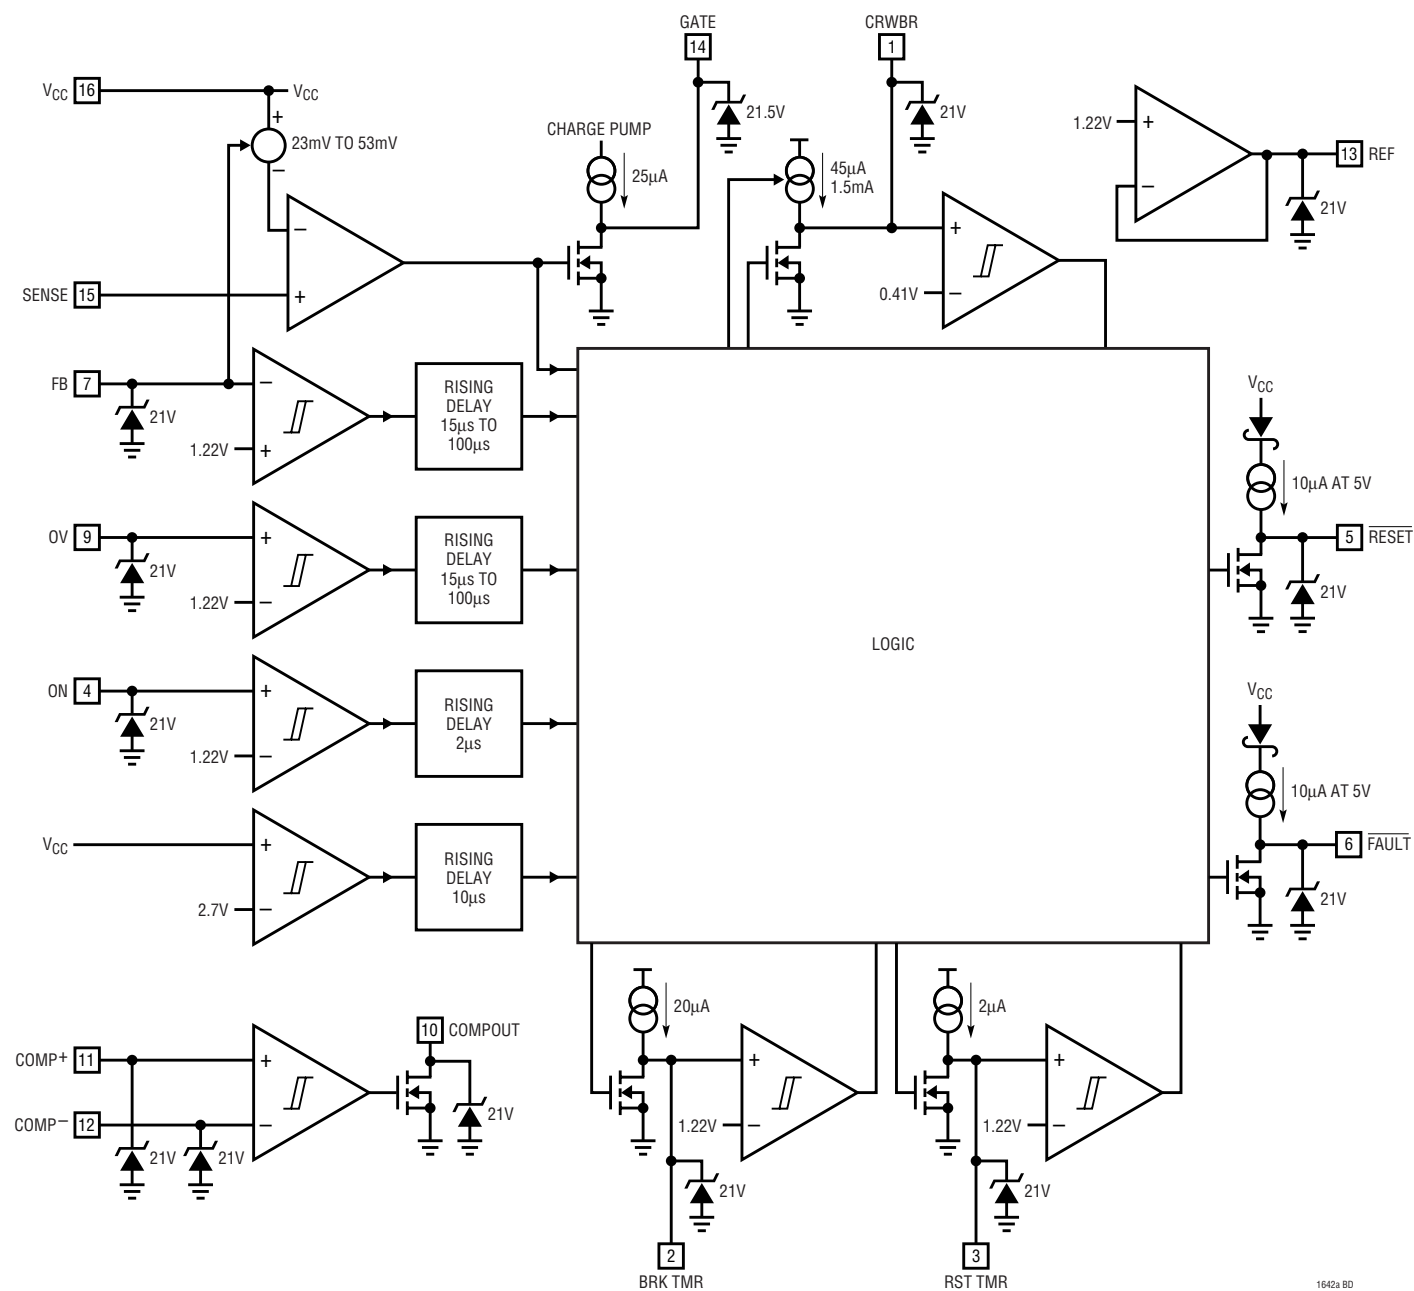 GATE
14
CRWBR
1
VCC 16
VCC
+
23mV TO 53mV
−
CHARGE PUMP
25µA
21.5V
45µA
1.5mA
21V
1.22V
+
−
13 REF
21V
−
+
SENSE 15
+
0.41V
−
FB 7
21V
−
1.22V
+
RISING
DELAY
15µs TO
100µs
OV 9
21V
+
1.22V
−
RISING
DELAY
15µs TO
100µs
ON 4
21V
+
1.22V
−
RISING
DELAY
2µs
VCC
+
2.7V
−
RISING
DELAY
10µs
LOGIC
VCC
10µA AT 5V
5 RESET
21V
VCC
10µA AT 5V
6 FAULT
21V
COMP+ 11
COMP− 12
21V
21V
+
−
10 COMPOUT
21V
20µA
+
1.22V
−
21V
2
BRK TMR
2µA
+
1.22V
−
21V
3
RST TMR
1642a BD